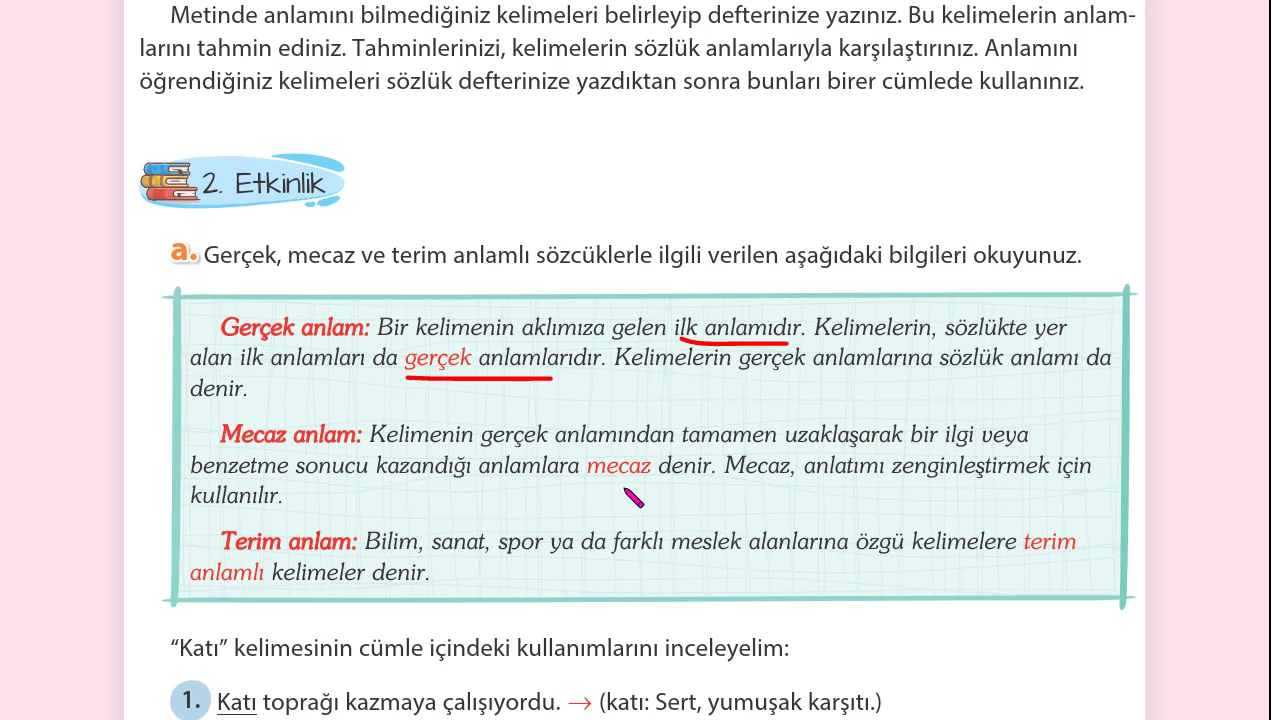 Metinde anlamını bilmediğiniz kelimeleri belirleyip defterinize yazınız. Bu kelimelerin anlam-
larını tahmin ediniz. Tahminlerinizi, kelimelerin sözlük anlamlarıyla karşılaştırınız. Anlamını
öğrendiğiniz kelimeleri sözlük defterinize yazdıktan sonra bunları birer cümlede kullanınız.
2. Etkinlik
a. Gerçek, mecaz ve terim anlamlı sözcüklerle ilgili verilen aşağıdaki bilgileri okuyunuz.
Gerçek anlam: Bir kelimenin aklımıza gelen ilk anlamıdır. Kelimelerin, sözlükte yer
alan ilk anlamları da gerçek anlamlarıdır. Kelimelerin gerçek anlamlarına sözlük anlamı da
denir.
Mecaz anlam: Kelimenin gerçek anlamından tamamen uzaklaşarak bir ilgi veya
benzetme sonucu kazandığı anlamlara mecaz denir. Mecaz, anlatımı zenginleştirmek için
kullanılır.
Terim anlam: Bilim, sanat, spor ya da farklı meslek alanlarına özgü kelimelere terim
anlamlı kelimeler denir.
“Katı” kelimesinin cümle içindeki kullanımlarını inceleyelim:
1. Katı toprağı kazmaya çalışıyordu. → (katı: Sert, yumuşak karşıtı.)